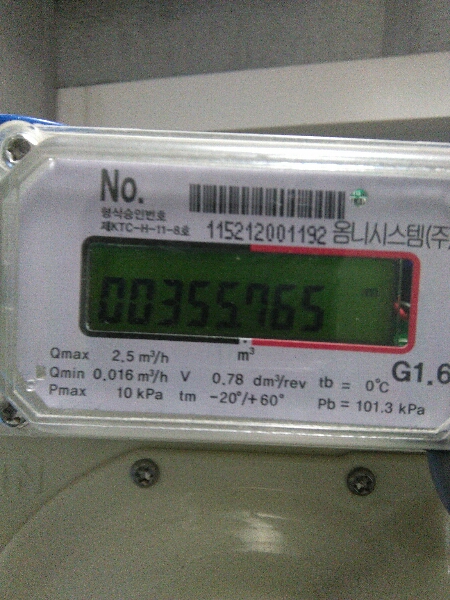 No.
형식승인번호
제KTC-H-11-8호
115212001192 옴니시스템(주)
00355765
m³
Qmax 2.5 m³/h
Qmin 0.016 m³/h V 0.78 dm³/rev tb = 0°C
Pmax 10 kPa tm -20°/+60° Pb = 101.3 kPa
G1.6